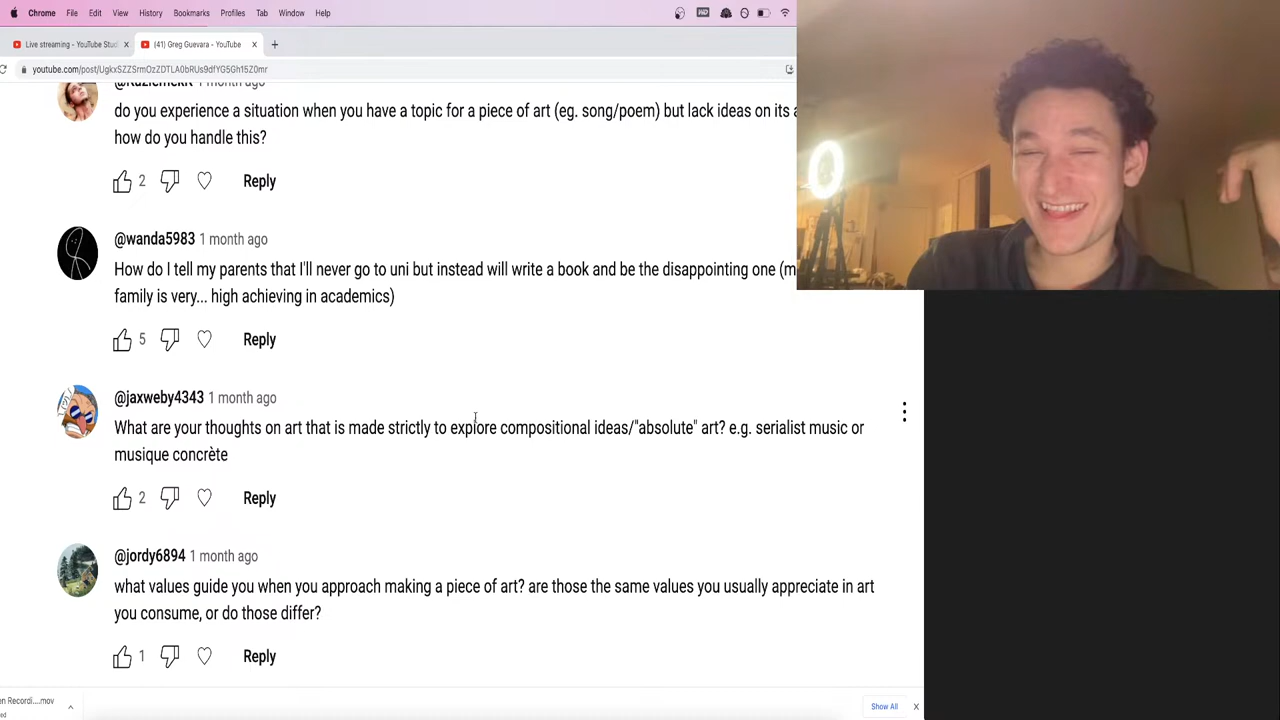 Chrome File Edit View History Bookmarks Profiles Tab Window Help
HD
Live streaming - YouTube Stud
(41) Greg Guevara - YouTube
youtube.com/post/UgkxSZZSrmOzZDTLA0bRUs9dfYG5Gh15Z0mr
1 month ago
do you experience a situation when you have a topic for a piece of art (eg. song/poem) but lack ideas on its a
how do you handle this?
2 Reply
@wanda5983 1 month ago
How do I tell my parents that I'll never go to uni but instead will write a book and be the disappointing one (m
family is very... high achieving in academics)
5 Reply
@jaxweby4343 1 month ago
What are your thoughts on art that is made strictly to explore compositional ideas/"absolute" art? e.g. serialist music or
musique concrète
2 Reply
@jordy6894 1 month ago
what values guide you when you approach making a piece of art? are those the same values you usually appreciate in art
you consume, or do those differ?
1 Reply
en Recordi....mov
Show All